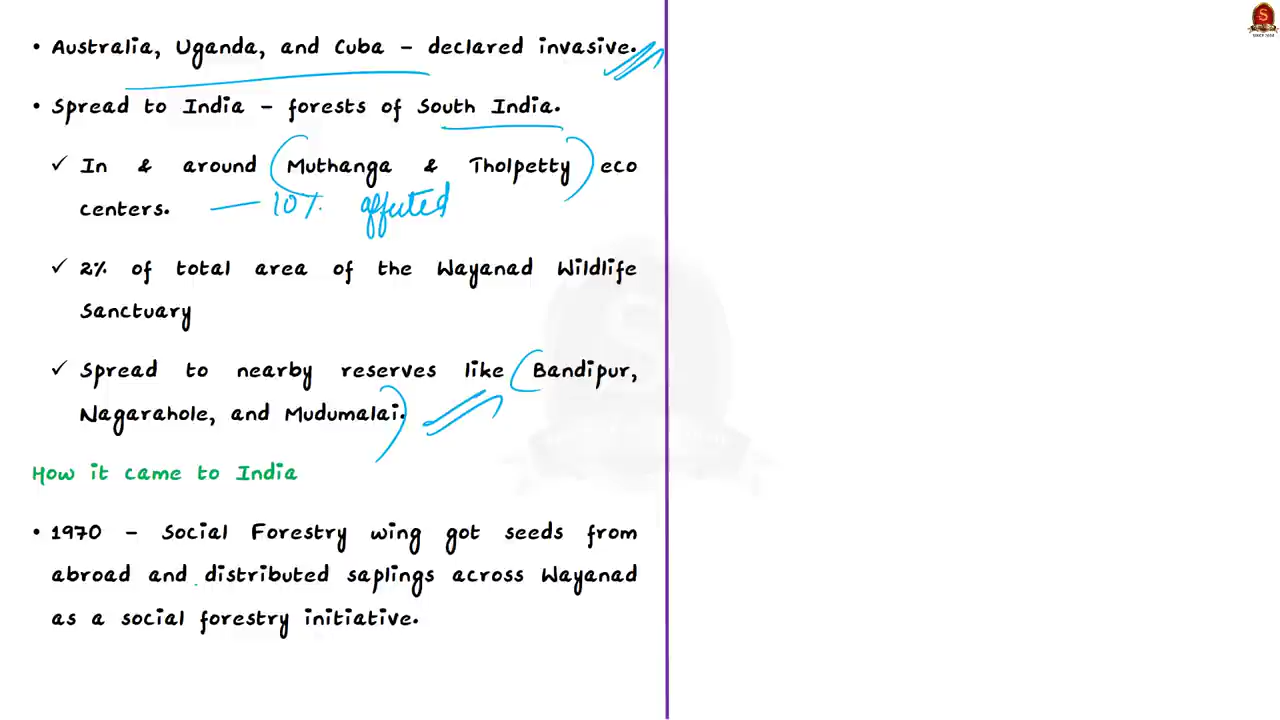 • Australia, Uganda, and Cuba – declared invasive.
• Spread to India – forests of South India.
✓ In & around Muthanga & Tholpetty eco
centers. — 10% affected
✓ 2% of total area of the Wayanad Wildlife
Sanctuary
✓ Spread to nearby reserves like Bandipur,
Nagarahole, and Mudumalai.
How it came to India
• 1970 – Social Forestry wing got seeds from
abroad and distributed saplings across Wayanad
as a social forestry initiative.